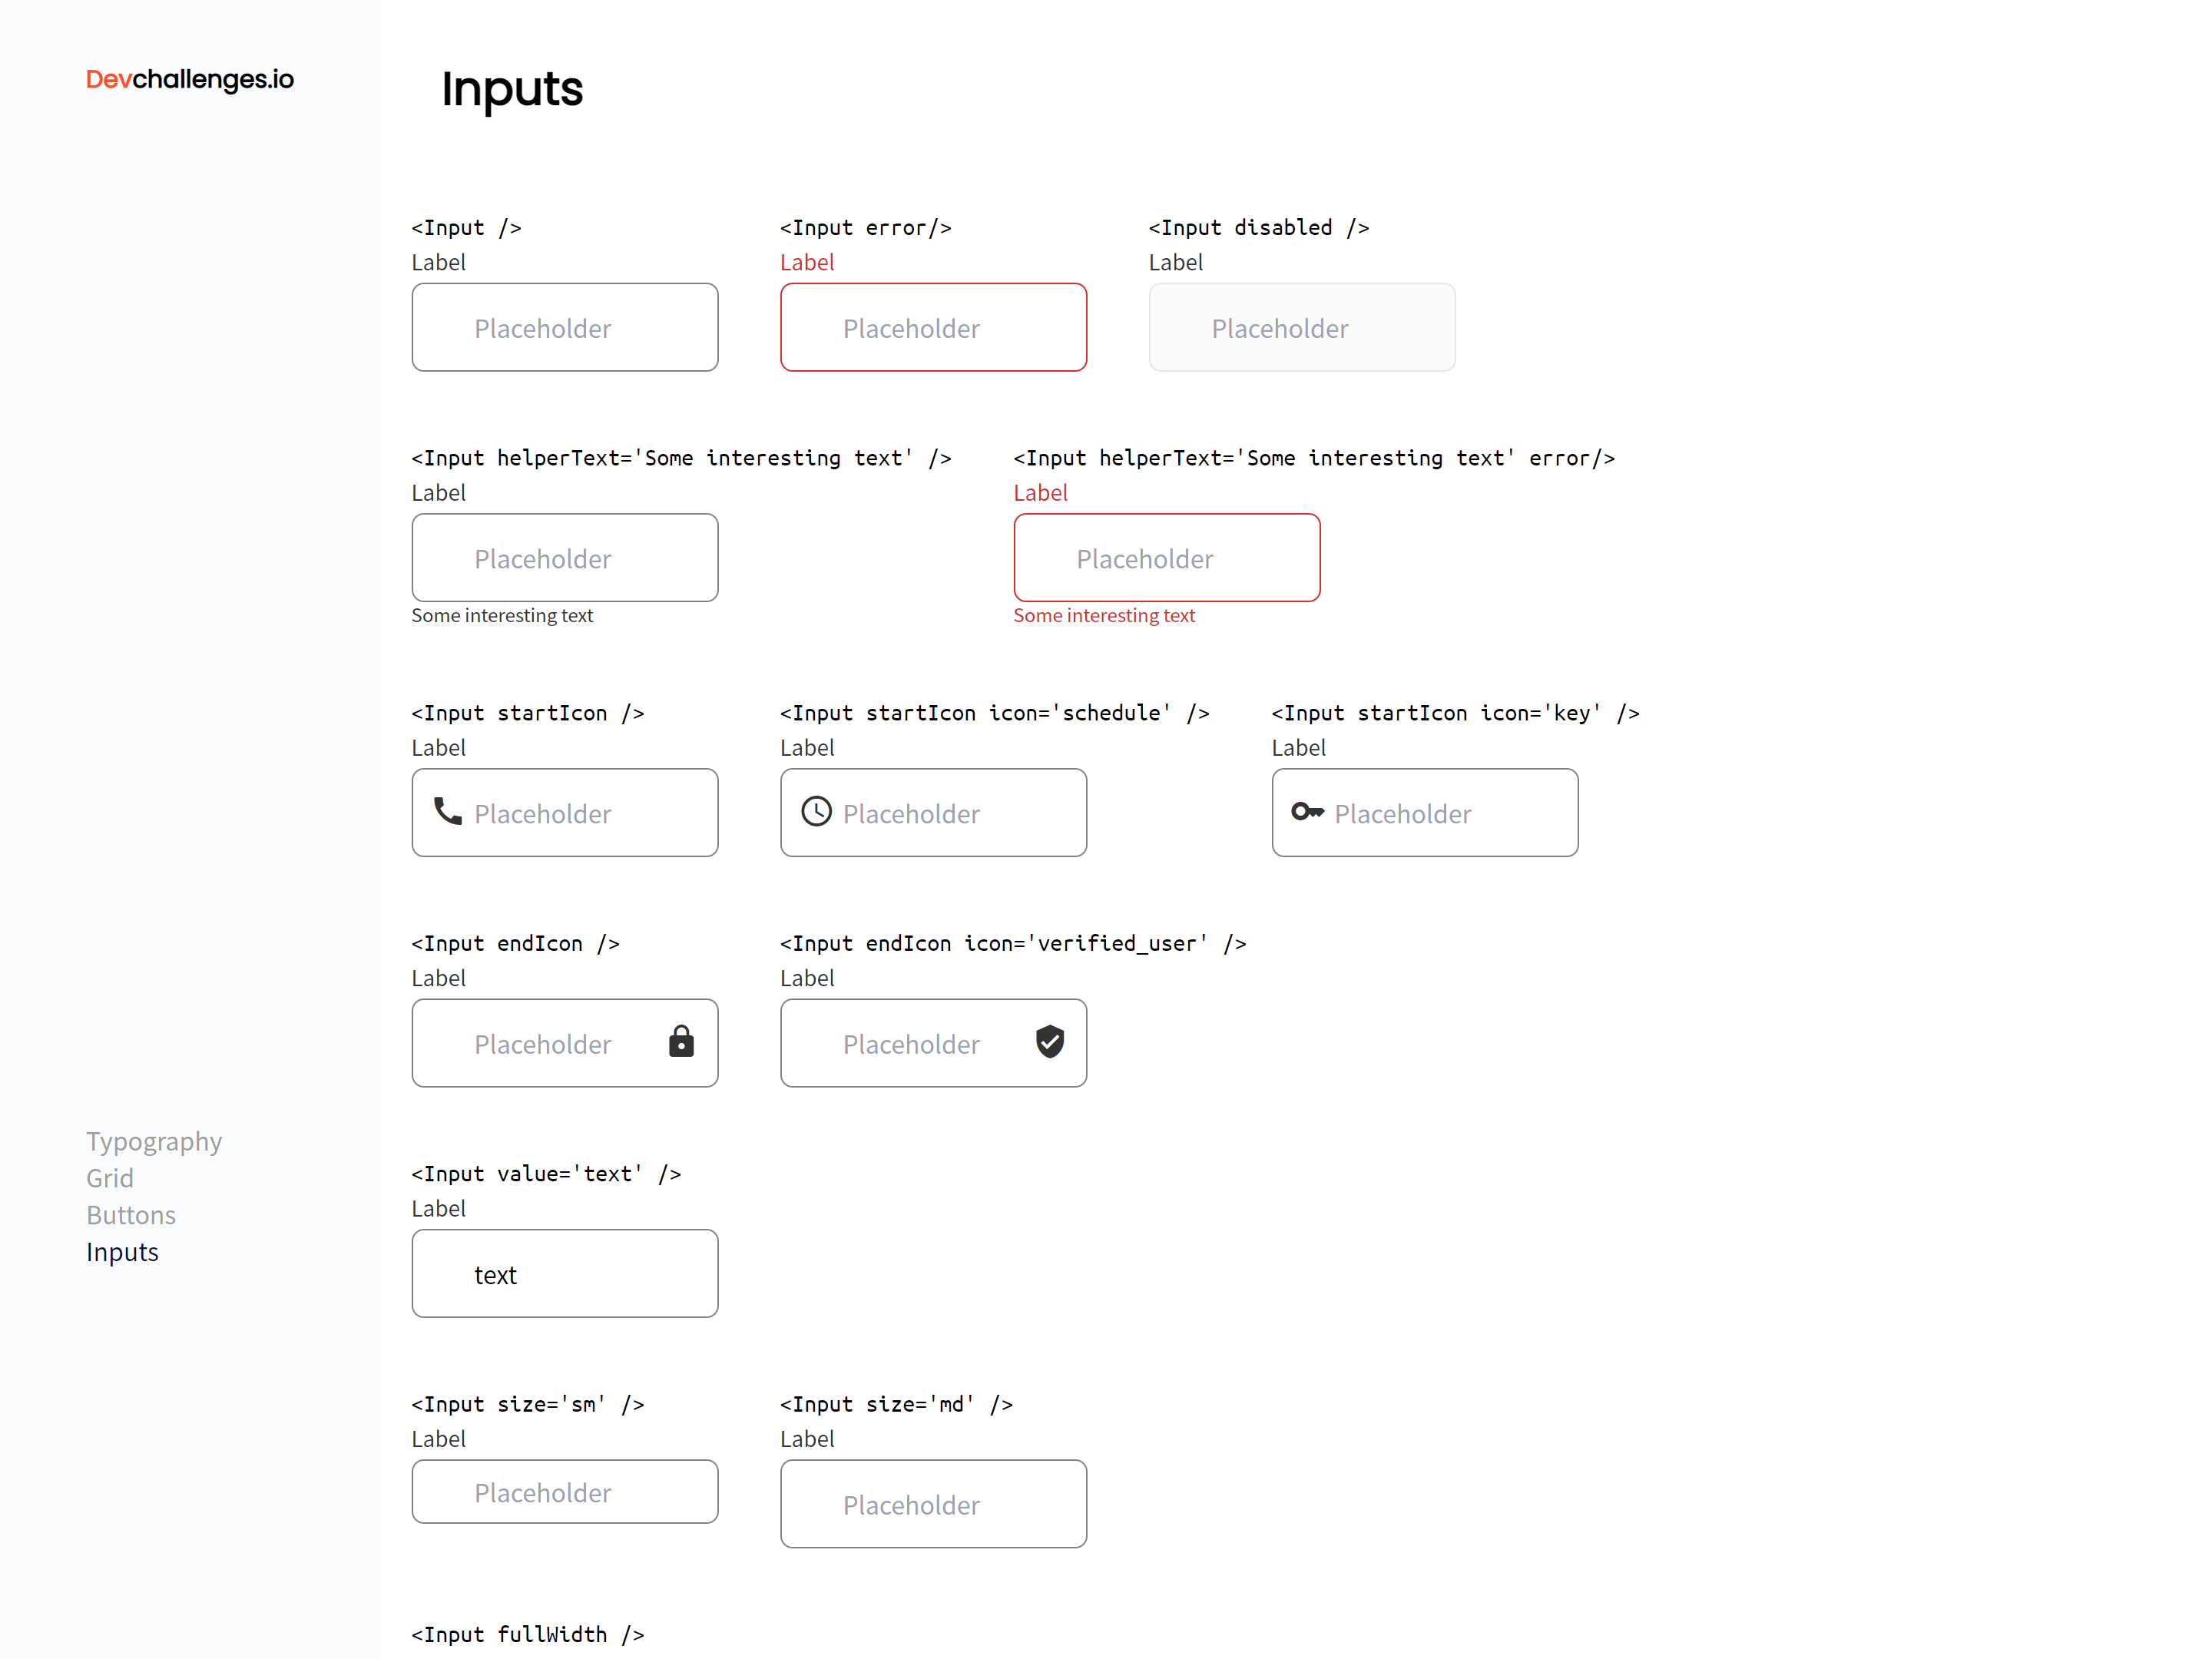 Devchallenges.io
Typography
Grid
Buttons
Inputs
Inputs
<Input />
Label
Placeholder
<Input error/>
Label
Placeholder
<Input disabled />
Label
Placeholder
<Input helperText='Some interesting text' />
Label
Placeholder
Some interesting text
<Input helperText='Some interesting text' error/>
Label
Placeholder
Some interesting text
<Input startIcon />
Label
Placeholder
<Input startIcon icon='schedule' />
Label
Placeholder
<Input startIcon icon='key' />
Label
Placeholder
<Input endIcon />
Label
Placeholder
<Input endIcon icon='verified_user' />
Label
Placeholder
<Input value='text' />
Label
text
<Input size='sm' />
Label
Placeholder
<Input size='md' />
Label
Placeholder
<Input fullWidth />